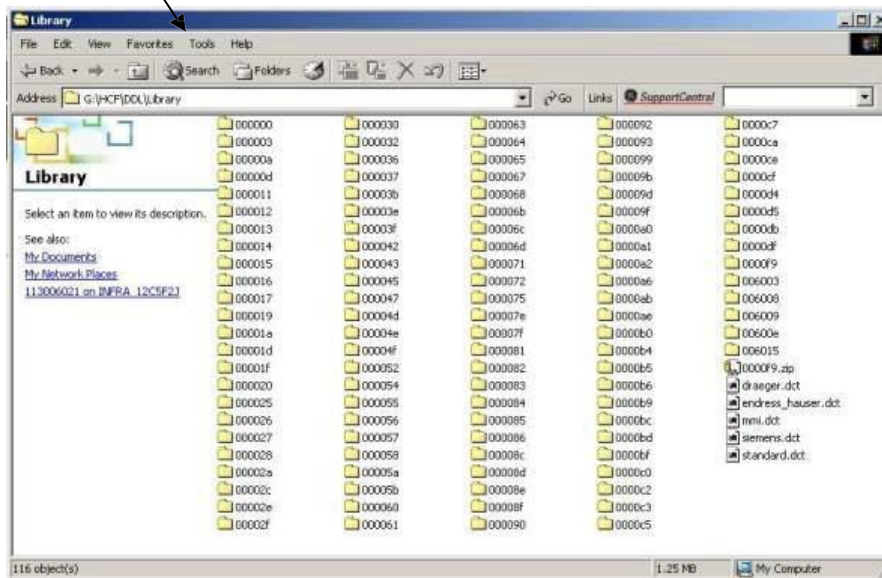 Library
File Edit View Favorites Tools Help
Back Search Folders
Address G:\HCF\DDL\Library Go Links SupportCentral
Library
Select an item to view its description.
See also:
My Documents
My Network Places
113006021 on INFRA_12C5F2J
000000
000003
00000a
00000d
000011
000012
000013
000014
000015
000016
000017
000019
00001a
00001d
00001f
000020
000025
000026
000027
000028
00002a
00002c
00002e
00002f
000030
000032
000036
000037
00003b
00003e
00003f
000042
000043
000045
000047
00004d
00004e
00004f
000052
000054
000055
000056
000057
000058
00005a
00005b
000060
000061
000063
000064
000065
000067
000068
00006b
00006c
00006d
000071
000072
000075
00007e
00007f
000081
000082
000083
000084
000085
000086
00008c
00008d
00008e
00008f
000090
000092
000093
000099
00009b
00009d
00009f
0000a0
0000a1
0000a2
0000a6
0000ab
0000ae
0000b0
0000b4
0000b5
0000b6
0000b9
0000bc
0000bd
0000bf
0000c0
0000c2
0000c3
0000c5
0000c7
0000ca
0000ce
0000cf
0000d4
0000d5
0000db
0000df
0000f9
006003
006008
006009
00600e
006015
0000F9.zip
draeger.dct
endress_hauser.dct
mmi.dct
siemens.dct
standard.dct
116 object(s) 1.25 MB My Computer